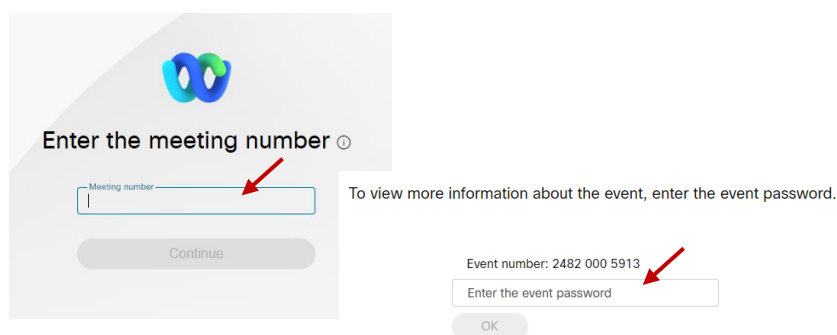 Enter the meeting number
Meeting number
Continue
To view more information about the event, enter the event password.
Event number: 2482 000 5913
Enter the event password
OK